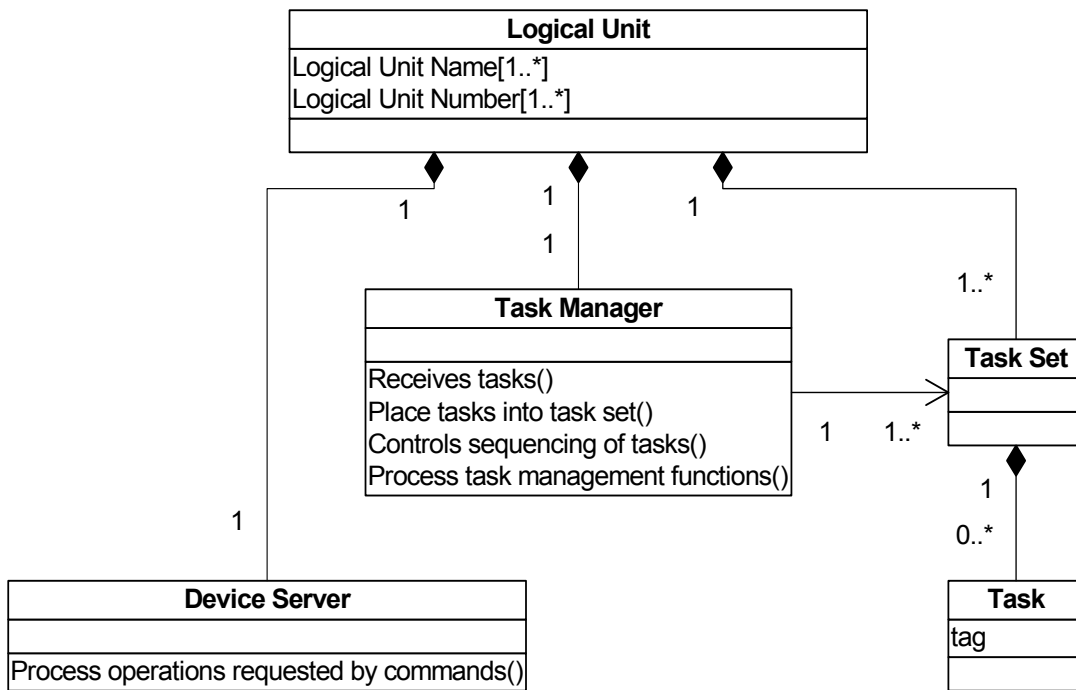 Logical Unit
Logical Unit Name[1..*]
Logical Unit Number[1..*]
1
1
1
1
1..*
Task Manager
Receives tasks()
Place tasks into task set()
Controls sequencing of tasks()
Process task management functions()
1
1..*
Task Set
1
0..*
1
Device Server
Process operations requested by commands()
Task
tag